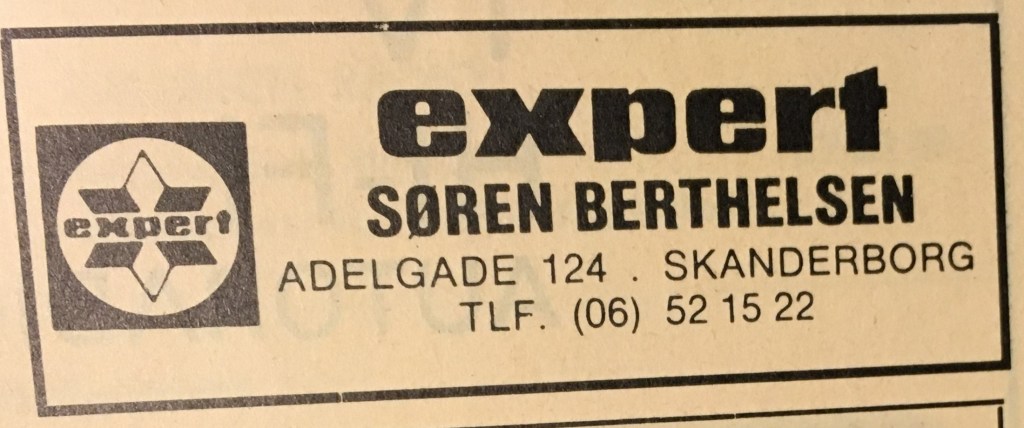 expert
expert
SØREN BERTHELSEN
ADELGADE 124 . SKANDERBORG
TLF. (06) 52 15 22